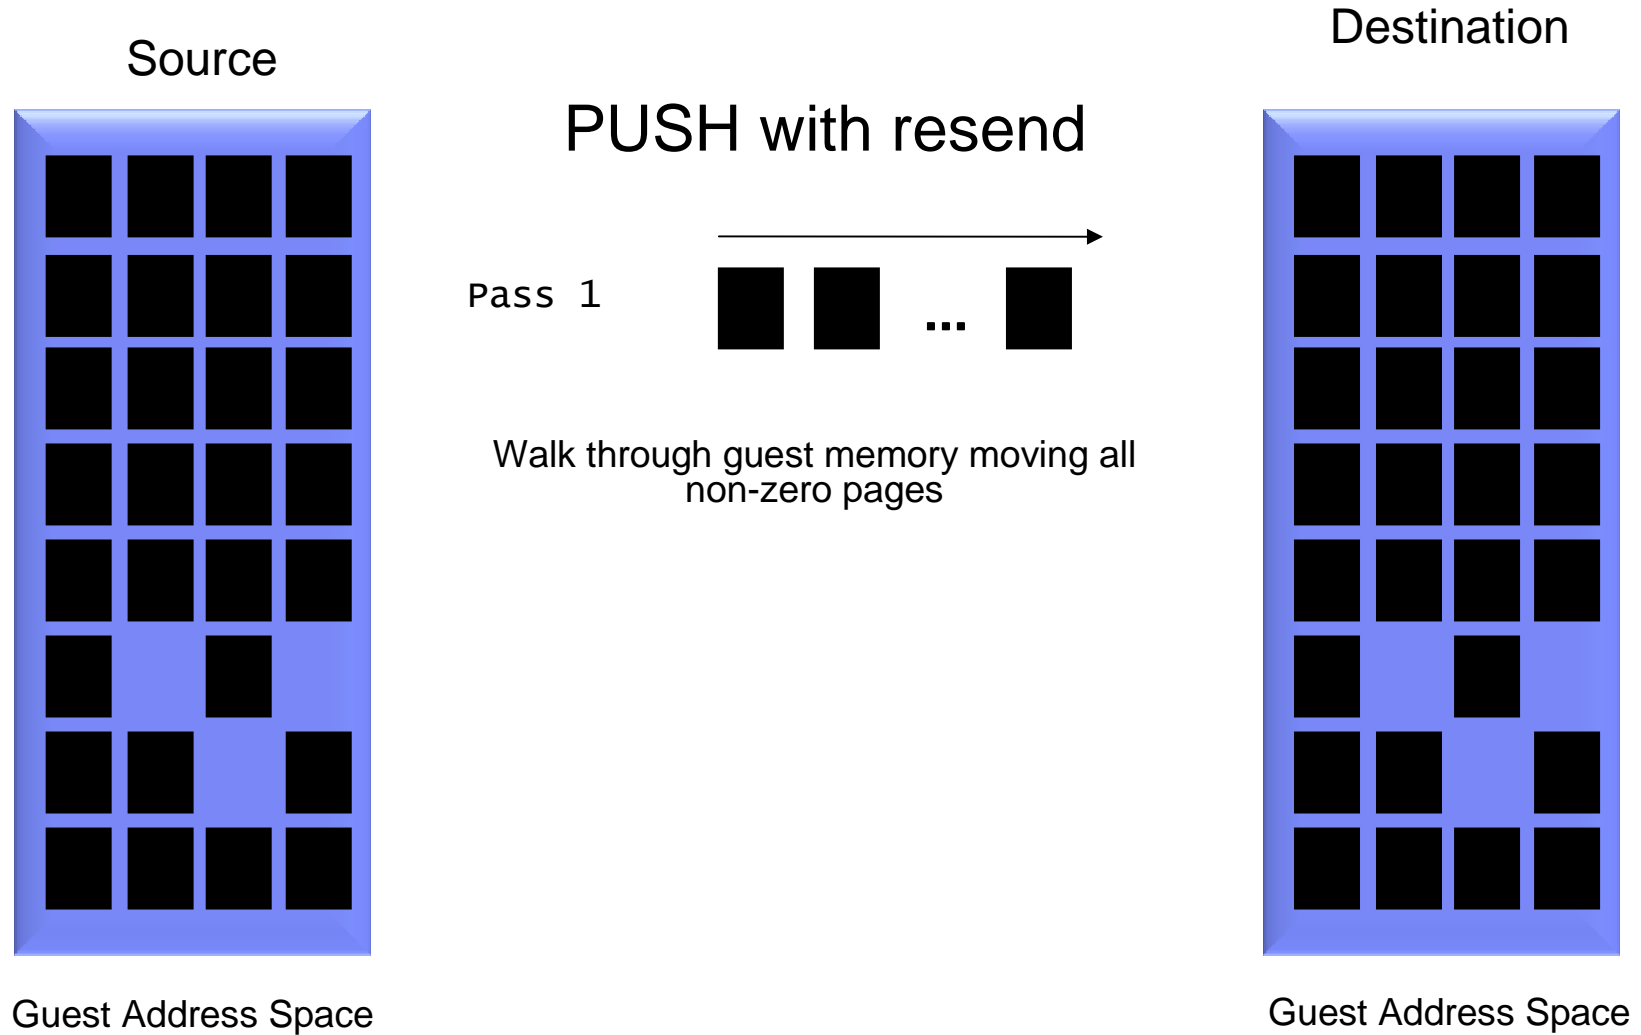 Source
Destination
PUSH with resend
Pass 1
...
Walk through guest memory moving all
non-zero pages
Guest Address Space
Guest Address Space